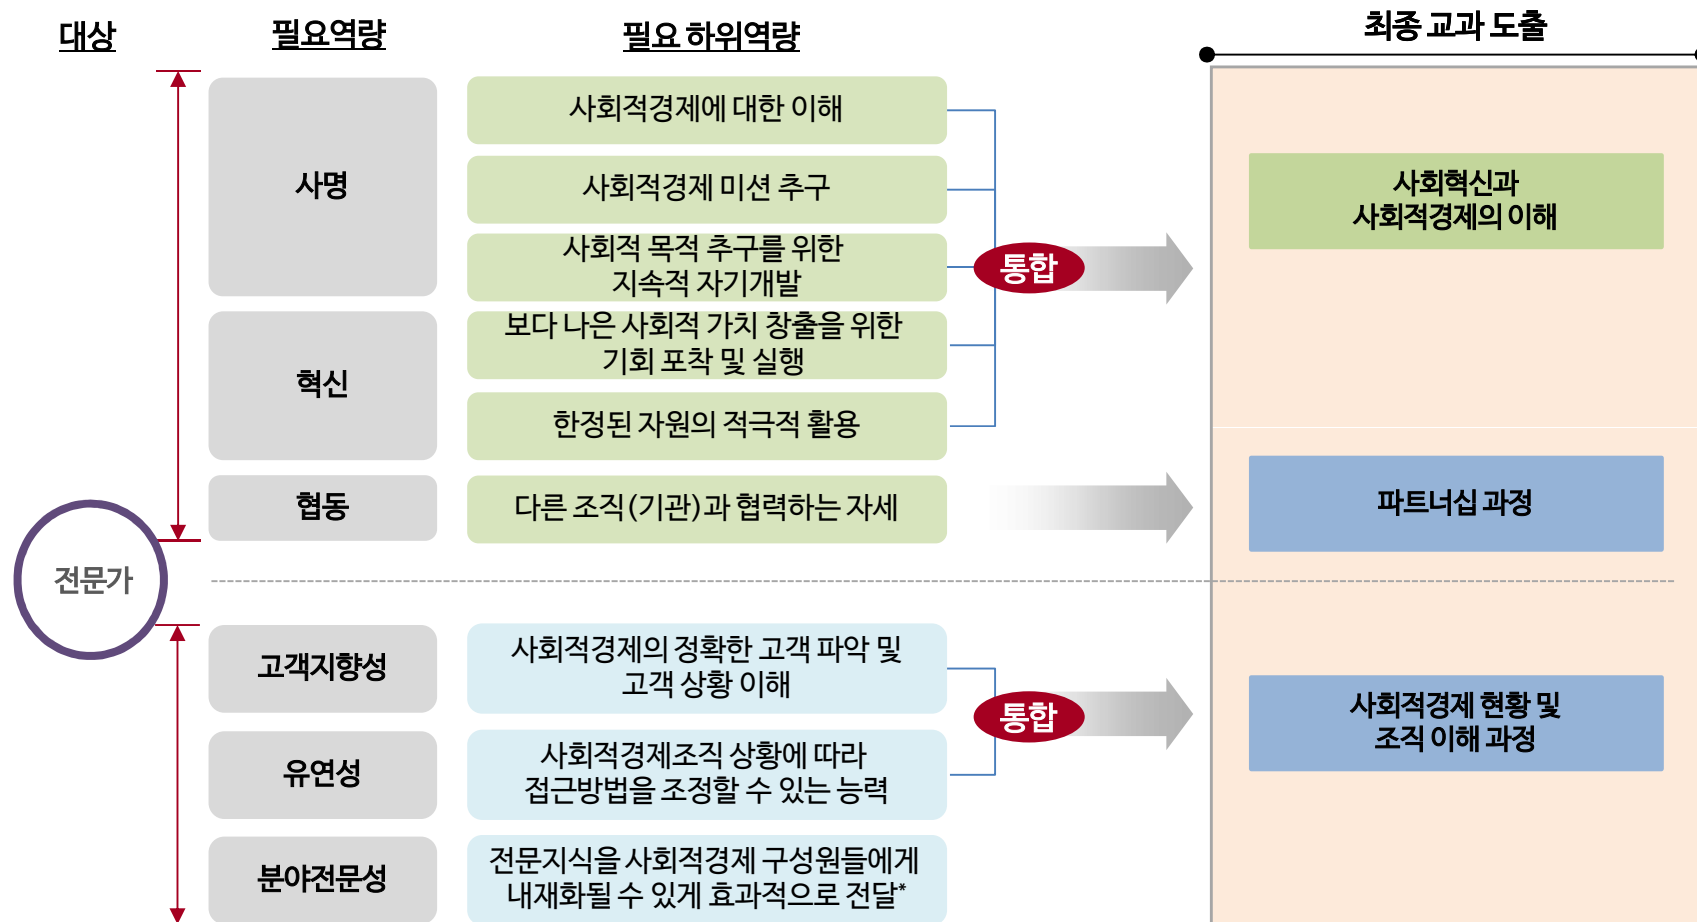 대상
필요역량
필요 하위역량
최종 교과 도출
사명
사회적경제에 대한 이해
사회적경제 미션 추구
사회적 목적 추구를 위한
지속적 자기개발
통합
사회혁신과
사회적경제의 이해
혁신
보다 나은 사회적 가치 창출을 위한
기회 포착 및 실행
한정된 자원의 적극적 활용
협동
다른 조직(기관)과 협력하는 자세
파트너십 과정
전문가
고객지향성
사회적경제의 정확한 고객 파악 및
고객 상황 이해
통합
사회적경제 현황 및
조직 이해 과정
유연성
사회적경제조직 상황에 따라
접근방법을 조정할 수 있는 능력
분야전문성
전문지식을 사회적경제 구성원들에게
내재화될 수 있게 효과적으로 전달*